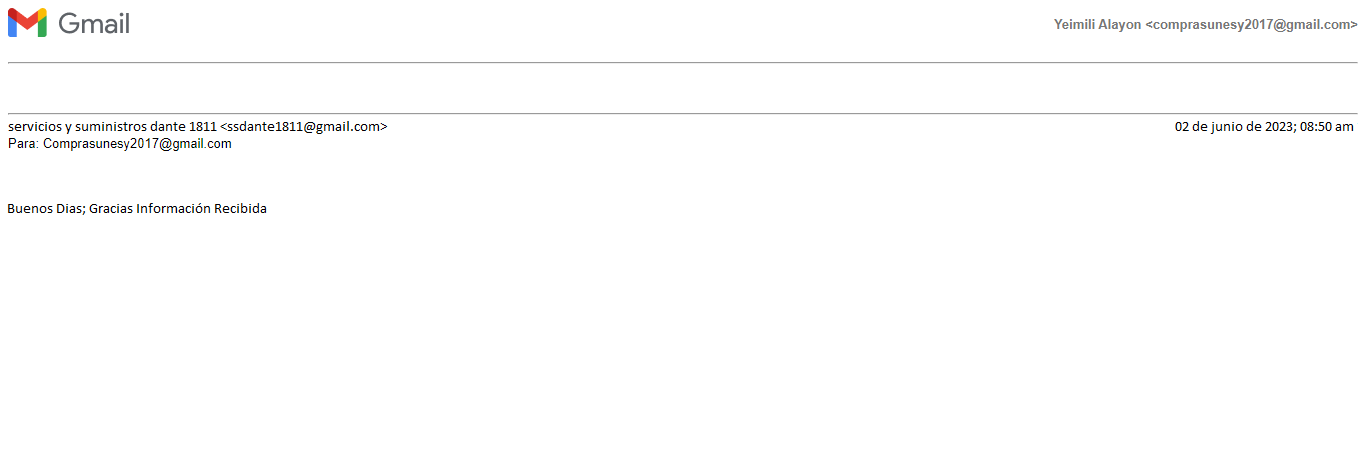 Gmail
Yeimili Alayon <comprasunesy2017@gmail.com>
servicios y suministros dante 1811 <ssdante1811@gmail.com>
02 de junio de 2023; 08:50 am
Para: Comprasunesy2017@gmail.com
Buenos Dias; Gracias Información Recibida